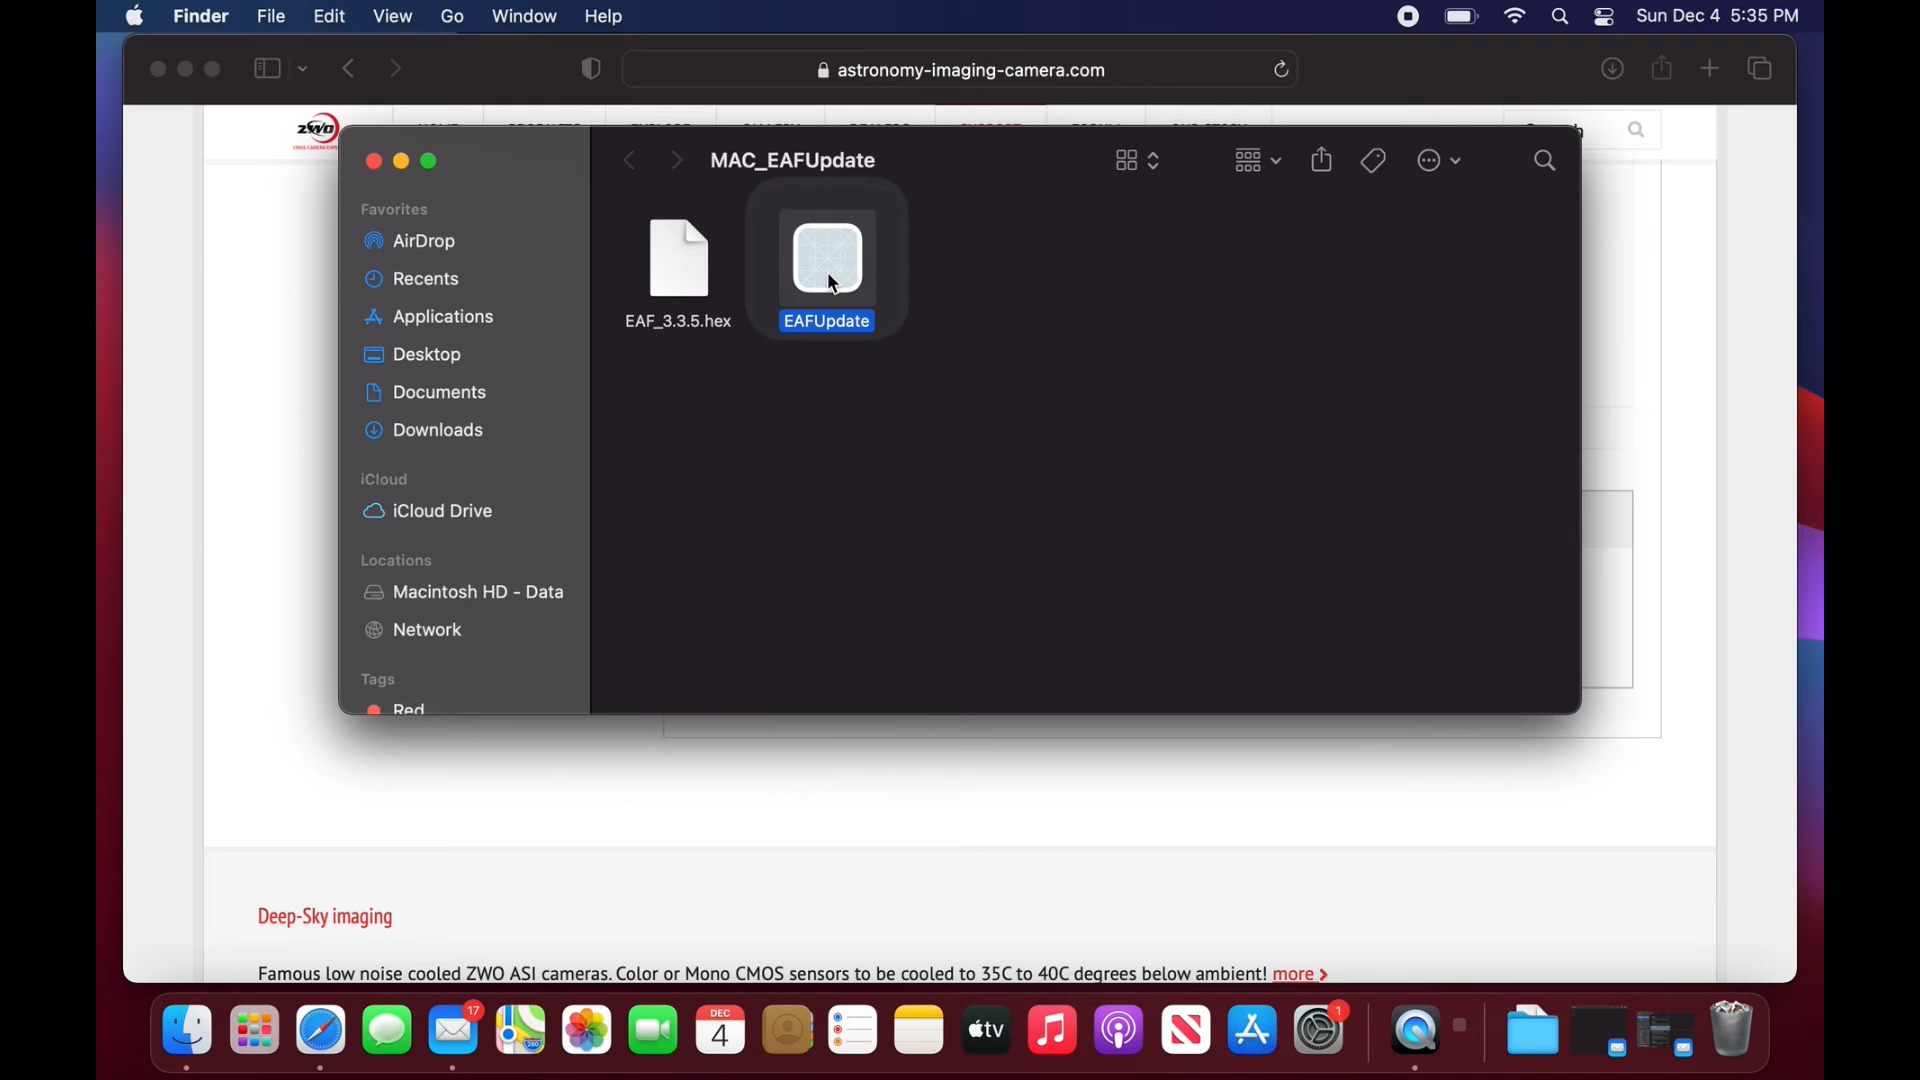 Finder File Edit View Go Window Help Sun Dec 4 5:35 PM
astronomy-imaging-camera.com
ZWO
MAC_EAFUpdate
Favorites
AirDrop
Recents
Applications
Desktop
Documents
Downloads
iCloud
iCloud Drive
Locations
Macintosh HD - Data
Network
Tags
Red
EAF_3.3.5.hex
EAFUpdate
Deep-Sky imaging
Famous low noise cooled ZWO ASI cameras. Color or Mono CMOS sensors to be cooled to 35C to 40C degrees below ambient! more >
17
280
DEC
4
tv
1